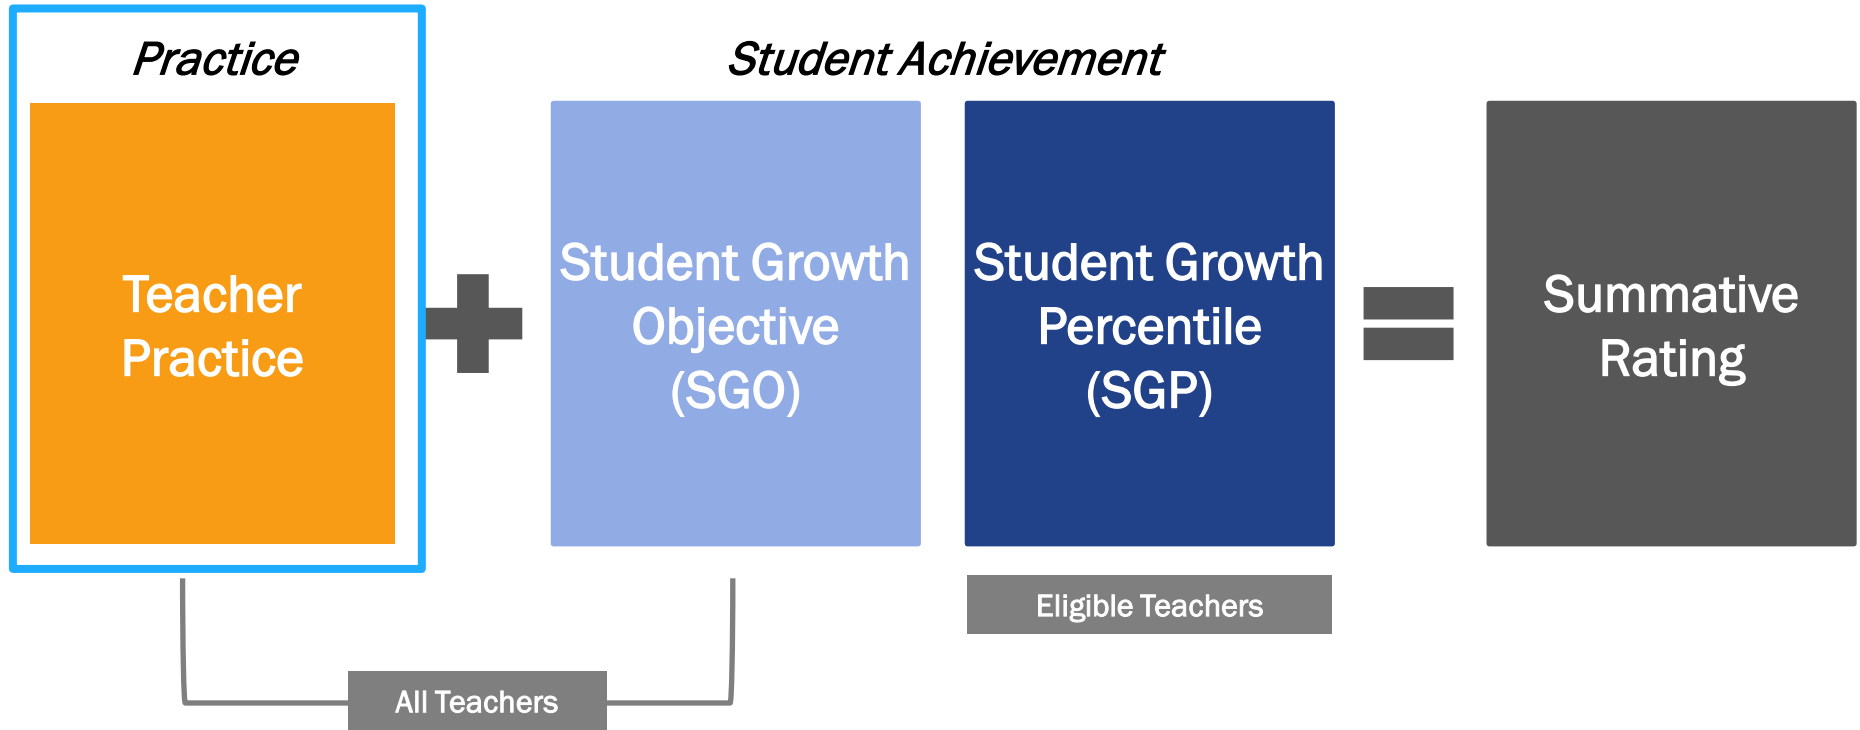 Practice
Student Achievement
Teacher
Practice
Student Growth
Objective
(SGO)
Student Growth
Percentile
(SGP)
Summative
Rating
Eligible Teachers
All Teachers